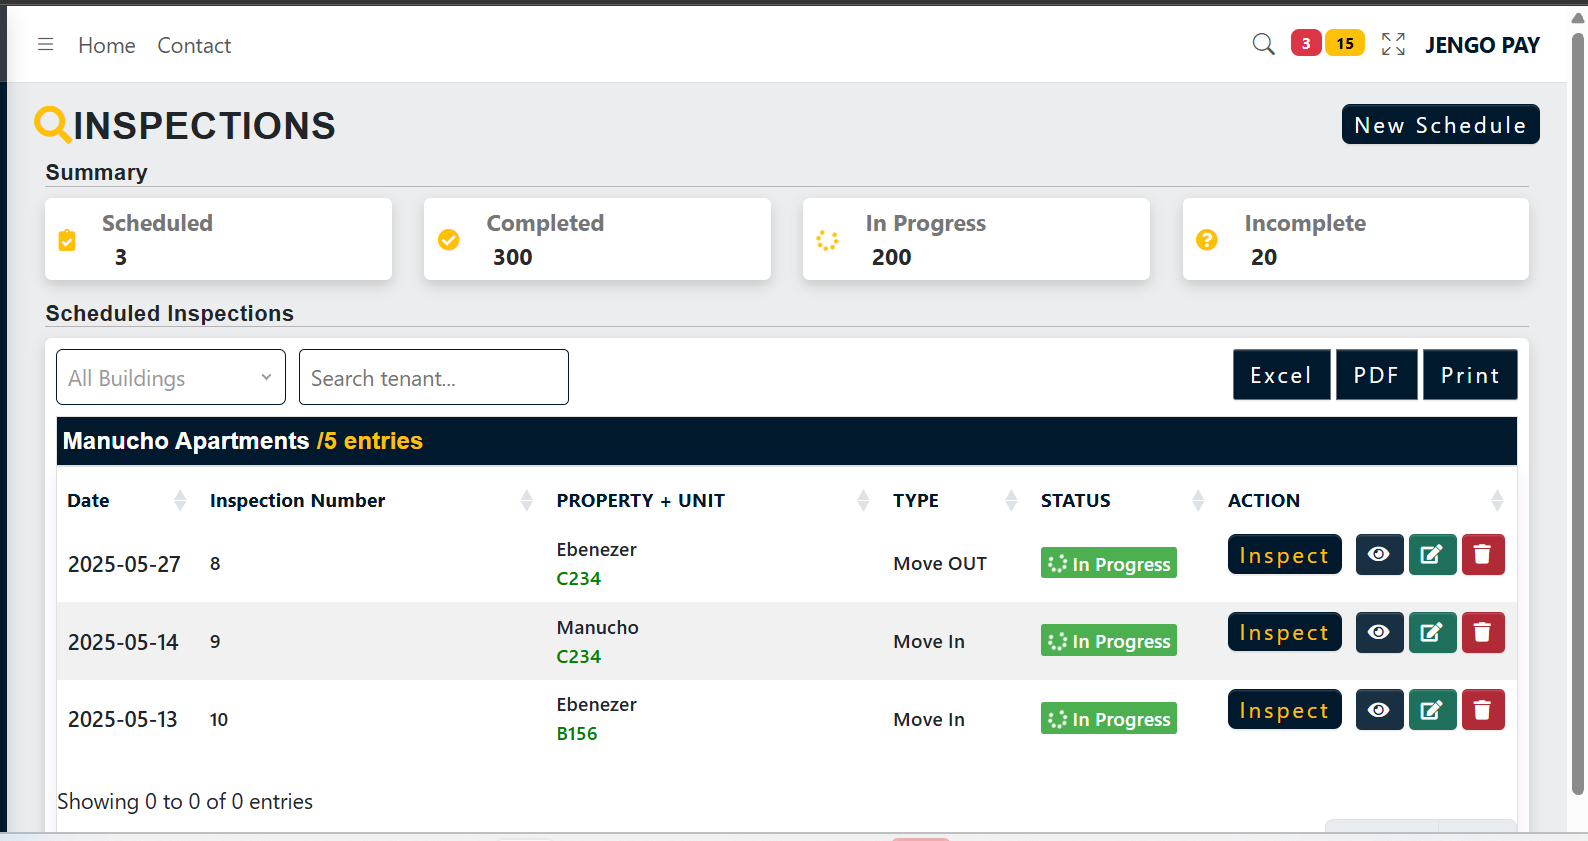 Home Contact 3 15 JENGO PAY
INSPECTIONS New Schedule
Summary
Scheduled Completed In Progress Incomplete
3 300 200 20
Scheduled Inspections
All Buildings Search tenant... Excel PDF Print
Manucho Apartments /5 entries
Date Inspection Number PROPERTY + UNIT TYPE STATUS ACTION
2025-05-27 8 Ebenezer Move OUT In Progress Inspect
C234
2025-05-14 9 Manucho Move In In Progress Inspect
C234
2025-05-13 10 Ebenezer Move In In Progress Inspect
B156
Showing 0 to 0 of 0 entries